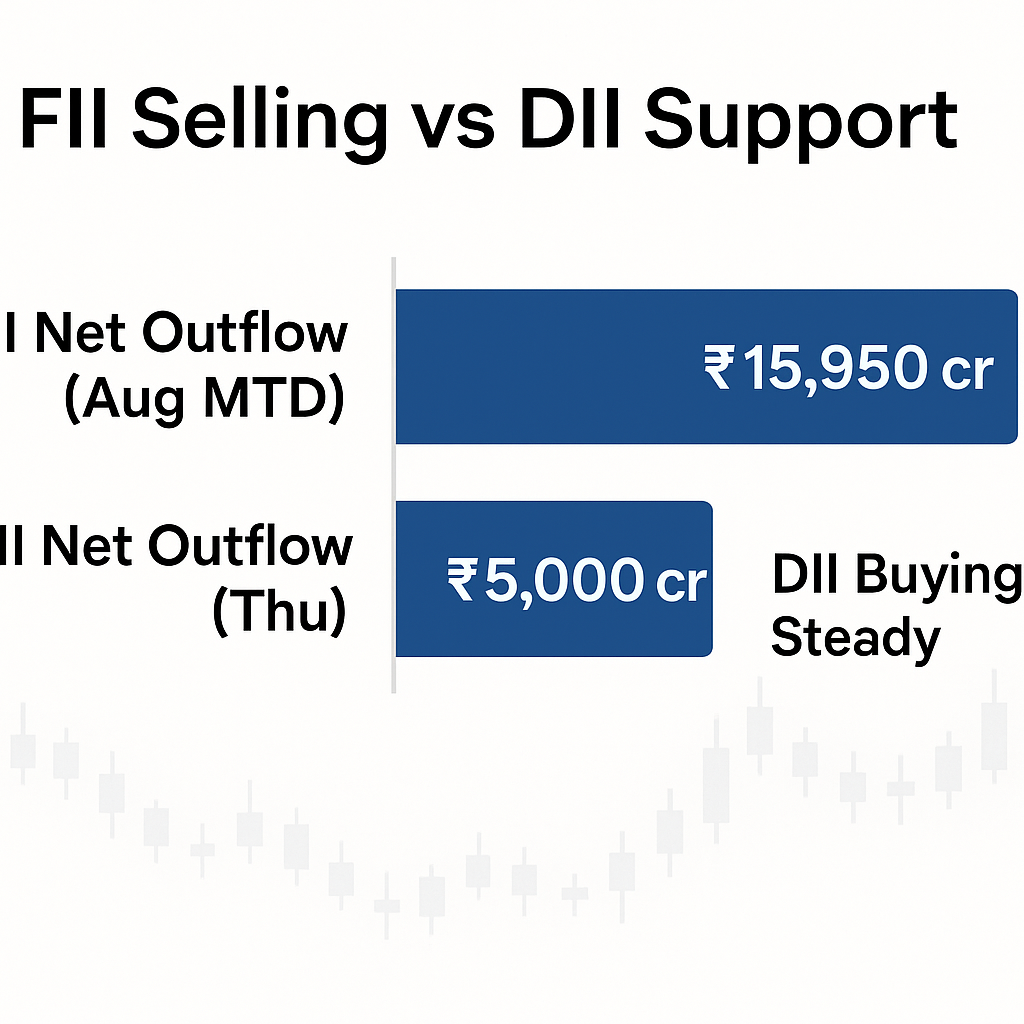 FII Selling vs DII Support
I Net Outflow
(Aug MTD)
₹15,950 cr
II Net Outflow
(Thu)
₹5,000 cr
DII Buying
Steady